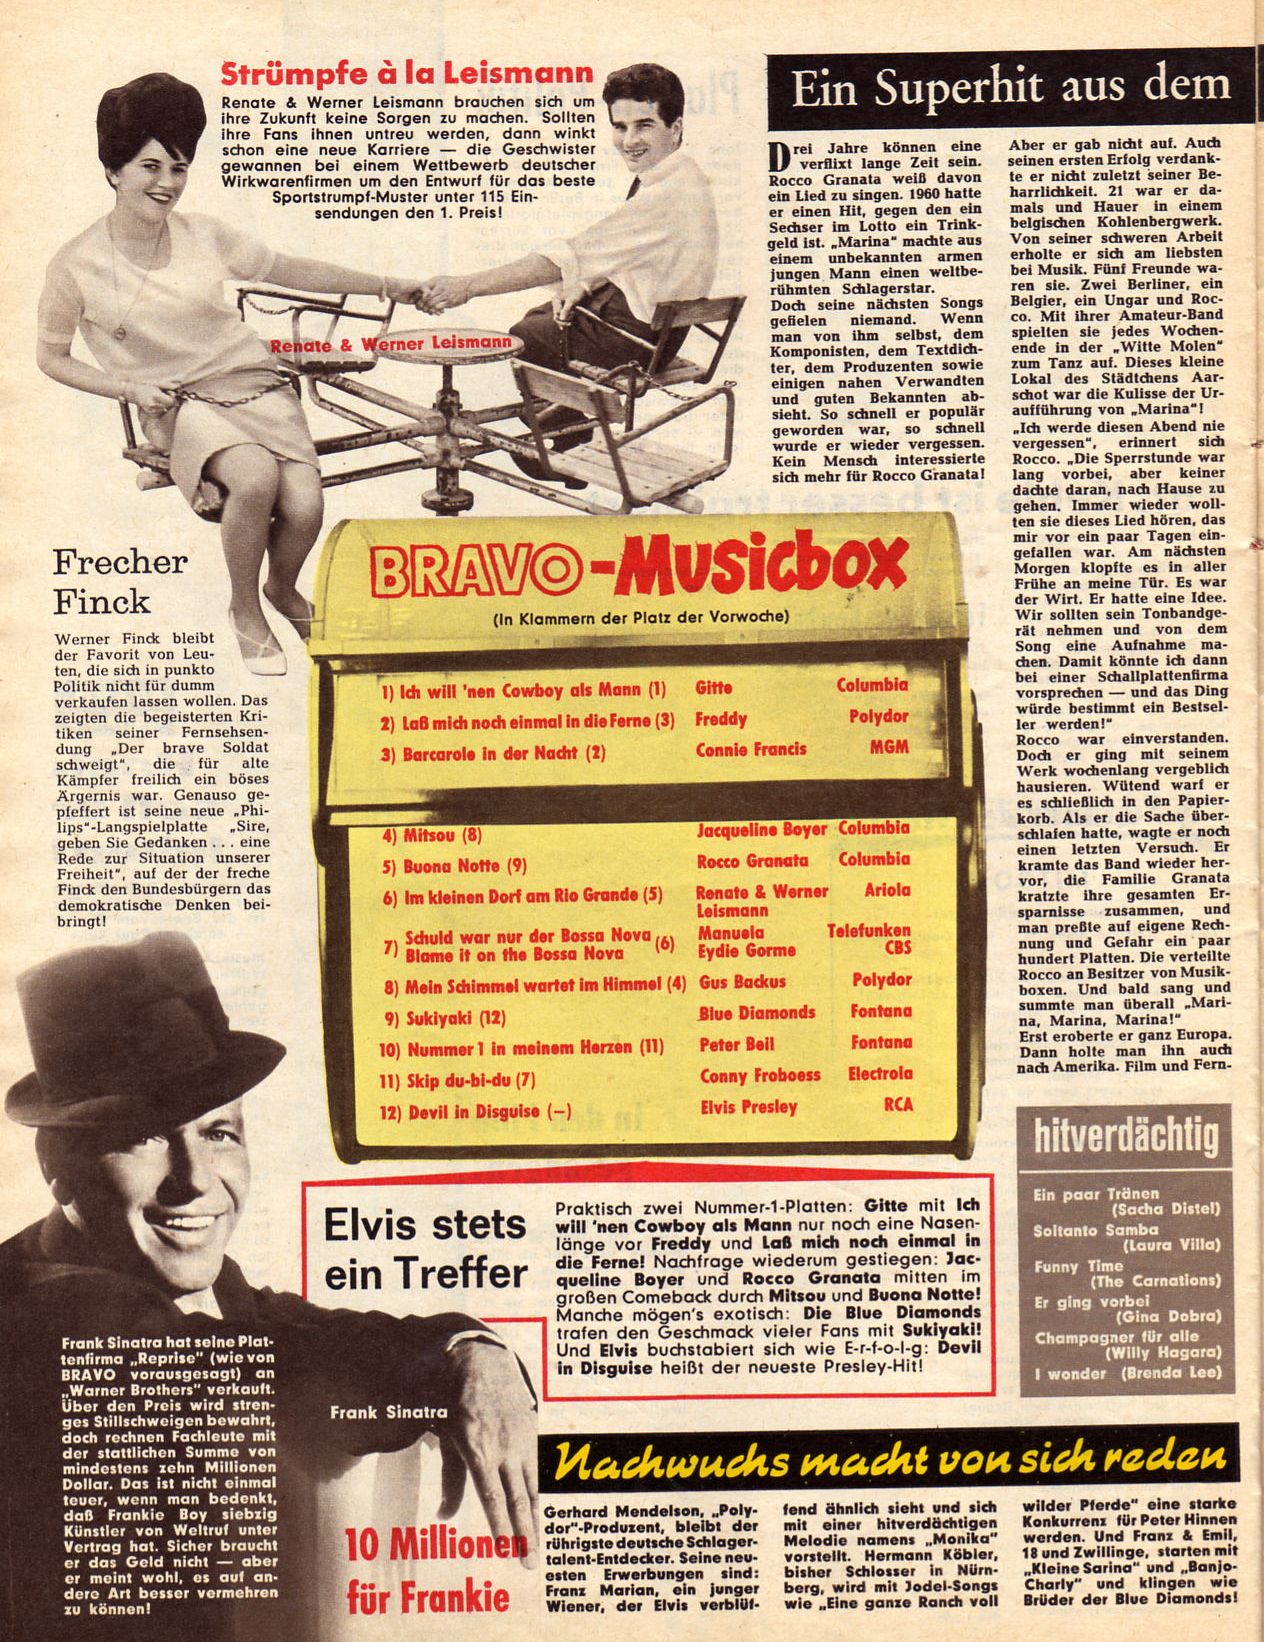 Strümpfe à la Leismann
Renate & Werner Leismann brauchen sich um
ihre Zukunft keine Sorgen zu machen. Sollten
ihre Fans ihnen untreu werden, dann winkt
schon eine neue Karriere — die Geschwister
gewannen bei einem Wettbewerb deutscher
Wirkwarenfirmen um den Entwurf für das beste
Sportstrumpf-Muster unter 115 Ein-
sendungen den 1. Preis!
Renate & Werner Leismann
Frecher
Finck
Werner Finck bleibt
der Favorit von Leu-
ten, die sich in punkto
Politik nicht für dumm
verkaufen lassen wollen. Das
zeigten die begeisterten Kri-
tiken seiner Fernsehsen-
dung „Der brave Soldat
schweigt“, die für alte
Kämpfer freilich ein böses
Ärgernis war. Genauso ge-
pfeffert ist seine neue „Phi-
lips“-Langspielplatte „Sire,
geben Sie Gedanken . . . eine
Rede zur Situation unserer
Freiheit“, auf der der freche
Finck den Bundesbürgern das
demokratische Denken bei-
bringt!
BRAVO-Musicbox
(In Klammern der Platz der Vorwoche)
1) Ich will 'nen Cowboy als Mann (1) Gitte Columbia
2) Laß mich noch einmal in die Ferne (3) Freddy Polydor
3) Barcarole in der Nacht (2) Connie Francis MGM
4) Mitsou (8) Jacqueline Boyer Columbia
5) Buona Notte (9) Rocco Granata Columbia
6) Im kleinen Dorf am Rio Grande (5) Renate & Werner Ariola
Leismann
7) Schuld war nur der Bossa Nova (6) Manuela Telefunken
Blame it on the Bossa Nova Eydie Gorme CBS
8) Mein Schimmel wartet im Himmel (4) Gus Backus Polydor
9) Sukiyaki (12) Blue Diamonds Fontana
10) Nummer 1 in meinem Herzen (11) Peter Beil Fontana
11) Skip du-bi-du (7) Conny Froboess Electrola
12) Devil in Disguise (–) Elvis Presley RCA
Elvis stets
ein Treffer
Praktisch zwei Nummer-1-Platten: Gitte mit Ich
will 'nen Cowboy als Mann nur noch eine Nasen-
länge vor Freddy und Laß mich noch einmal in
die Ferne! Nachfrage wiederum gestiegen: Jac-
queline Boyer und Rocco Granata mitten im
großen Comeback durch Mitsou und Buona Notte!
Manche mögen's exotisch: Die Blue Diamonds
trafen den Geschmack vieler Fans mit Sukiyaki!
Und Elvis buchstabiert sich wie E-r-f-o-l-g: Devil
in Disguise heißt der neueste Presley-Hit!
Frank Sinatra hat seine Plat-
tenfirma „Reprise“ (wie von
BRAVO vorausgesagt) an
„Warner Brothers“ verkauft.
Über den Preis wird stren-
ges Stillschweigen bewahrt,
doch rechnen Fachleute mit
der stattlichen Summe von
mindestens zehn Millionen
Dollar. Das ist nicht einmal
teuer, wenn man bedenkt,
daß Frankie Boy siebzig
Künstler von Weltruf unter
Vertrag hat. Sicher braucht
er das Geld nicht — aber
er meint wohl, es auf an-
dere Art besser vermehren
zu können!
Frank Sinatra
10 Millionen
für Frankie
Ein Superhit aus dem
Drei Jahre können eine
verflixt lange Zeit sein.
Rocco Granata weiß davon
ein Lied zu singen. 1960 hatte
er einen Hit, gegen den ein
Sechser im Lotto ein Trink-
geld ist. „Marina“ machte aus
einem unbekannten armen
jungen Mann einen weltbe-
rühmten Schlagerstar.
Doch seine nächsten Songs
gefielen niemand. Wenn
man von ihm selbst, dem
Komponisten, dem Textdich-
ter, dem Produzenten sowie
einigen nahen Verwandten
und guten Bekannten ab-
sieht. So schnell er populär
geworden war, so schnell
wurde er wieder vergessen.
Kein Mensch interessierte
sich mehr für Rocco Granata!
Aber er gab nicht auf. Auch
seinen ersten Erfolg verdank-
te er nicht zuletzt seiner Be-
harrlichkeit. 21 war er da-
mals und Hauer in einem
belgischen Kohlenbergwerk.
Von seiner schweren Arbeit
erholte er sich am liebsten
bei Musik. Fünf Freunde wa-
ren sie. Zwei Berliner, ein
Belgier, ein Ungar und Roc-
co. Mit ihrer Amateur-Band
spielten sie jedes Wochen-
ende in der „Witte Molen“
zum Tanz auf. Dieses kleine
Lokal des Städtchens Aar-
schot war die Kulisse der Ur-
aufführung von „Marina“!
„Ich werde diesen Abend nie
vergessen“, erinnert sich
Rocco. „Die Sperrstunde war
lang vorbei, aber keiner
dachte daran, nach Hause zu
gehen. Immer wieder woll-
ten sie dieses Lied hören, das
mir vor ein paar Tagen ein-
gefallen war. Am nächsten
Morgen klopfte es in aller
Frühe an meine Tür. Es war
der Wirt. Er hatte eine Idee.
Wir sollten sein Tonbandge-
rät nehmen und von dem
Song eine Aufnahme ma-
chen. Damit könnte ich dann
bei einer Schallplattenfirma
vorsprechen — und das Ding
würde bestimmt ein Bestsel-
ler werden!“
Rocco war einverstanden.
Doch er ging mit seinem
Werk wochenlang vergeblich
hausieren. Wütend warf er
es schließlich in den Papier-
korb. Als er die Sache über-
schlafen hatte, wagte er noch
einen letzten Versuch. Er
kramte das Band wieder her-
vor, die Familie Granata
kratzte ihre gesamten Er-
sparnisse zusammen, und
man preßte auf eigene Rech-
nung und Gefahr ein paar
hundert Platten. Die verteilte
Rocco an Besitzer von Musik-
boxen. Und bald sang und
summte man überall „Mari-
na, Marina, Marina!“
Erst eroberte er ganz Europa.
Dann holte man ihn auch
nach Amerika. Film und Fern-
hitverdächtig
Ein paar Tränen
(Sacha Distel)
Soltanto Samba
(Laura Villa)
Funny Time
(The Carnations)
Er ging vorbei
(Gina Dobra)
Champagner für alle
(Willy Hagara)
I wonder (Brenda Lee)
Nachwuchs macht von sich reden
Gerhard Mendelson, „Poly-
dor“-Produzent, bleibt der
rührigste deutsche Schlager-
talent-Entdecker. Seine neu-
esten Erwerbungen sind:
Franz Marian, ein junger
Wiener, der Elvis verblüf-
fend ähnlich sieht und sich
mit einer hitverdächtigen
Melodie namens „Monika“
vorstellt. Hermann Köbler,
bisher Schlosser in Nürn-
berg, wird mit Jodel-Songs
wie „Eine ganze Ranch voll
wilder Pferde“ eine starke
Konkurrenz für Peter Hinnen
werden. Und Franz & Emil,
18 und Zwillinge, starten mit
„Kleine Sarina“ und „Banjo-
Charly“ und klingen wie
Brüder der Blue Diamonds!